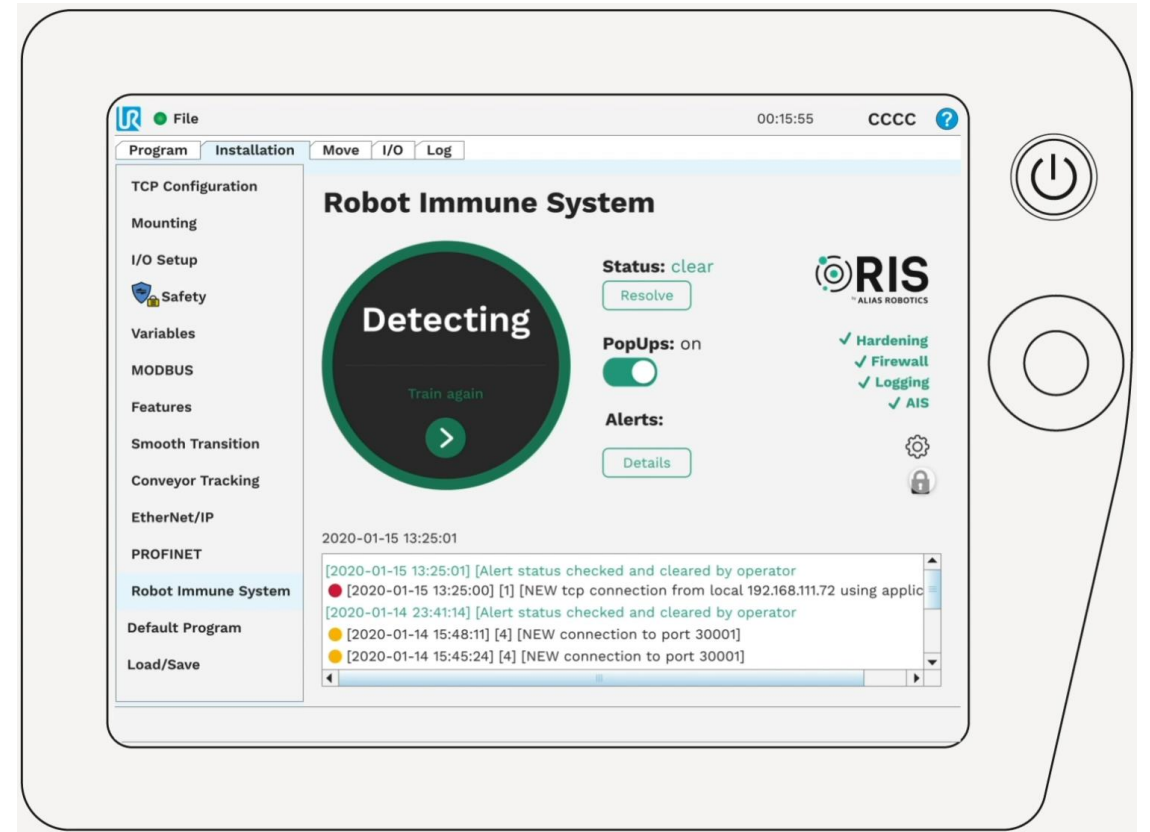 UR
File
00:15:55
CCCC
?
Program Installation Move I/O Log
TCP Configuration
Mounting
I/O Setup
Safety
Variables
MODBUS
Features
Smooth Transition
Conveyor Tracking
EtherNet/IP
PROFINET
Robot Immune System
Default Program
Load/Save
Robot Immune System
Detecting
Train again
Status: clear
Resolve
PopUps: on
Alerts:
Details
RIS
by ALIAS ROBOTICS
✓ Hardening
✓ Firewall
✓ Logging
✓ AIS
2020-01-15 13:25:01
[2020-01-15 13:25:01] [Alert status checked and cleared by operator
[2020-01-15 13:25:00] [1] [NEW tcp connection from local 192.168.111.72 using applic
[2020-01-14 23:41:14] [Alert status checked and cleared by operator
[2020-01-14 15:48:11] [4] [NEW connection to port 30001]
[2020-01-14 15:45:24] [4] [NEW connection to port 30001]